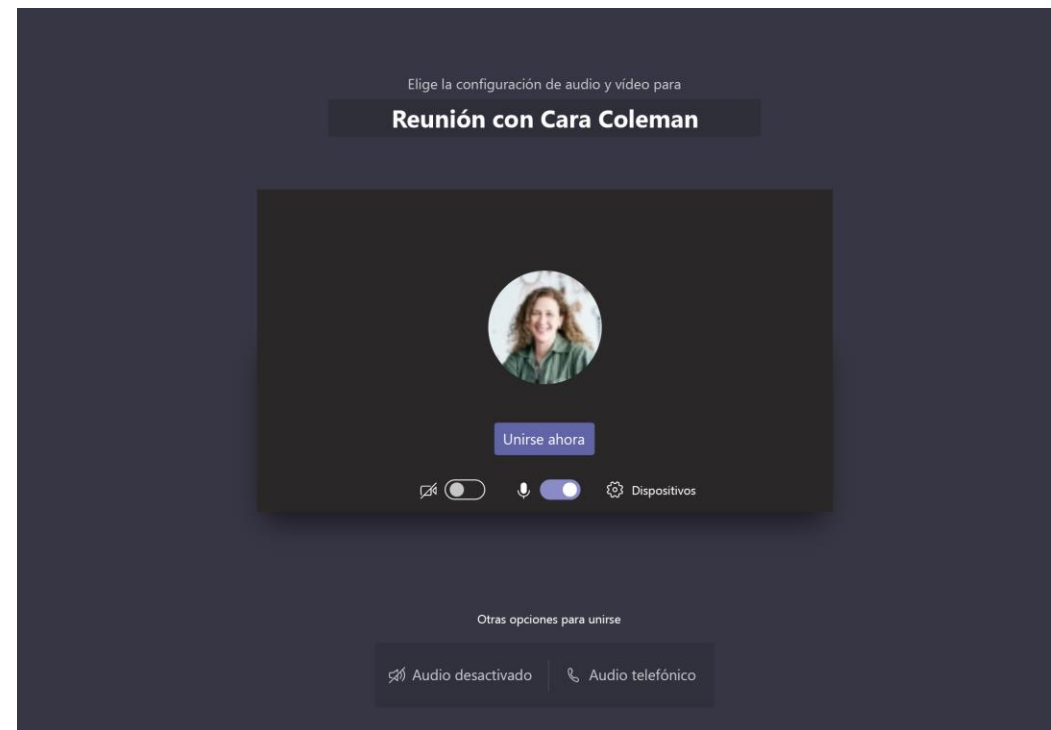 Elige la configuración de audio y vídeo para
Reunión con Cara Coleman
Unirse ahora
Dispositivos
Otras opciones para unirse
Audio desactivado
Audio telefónico